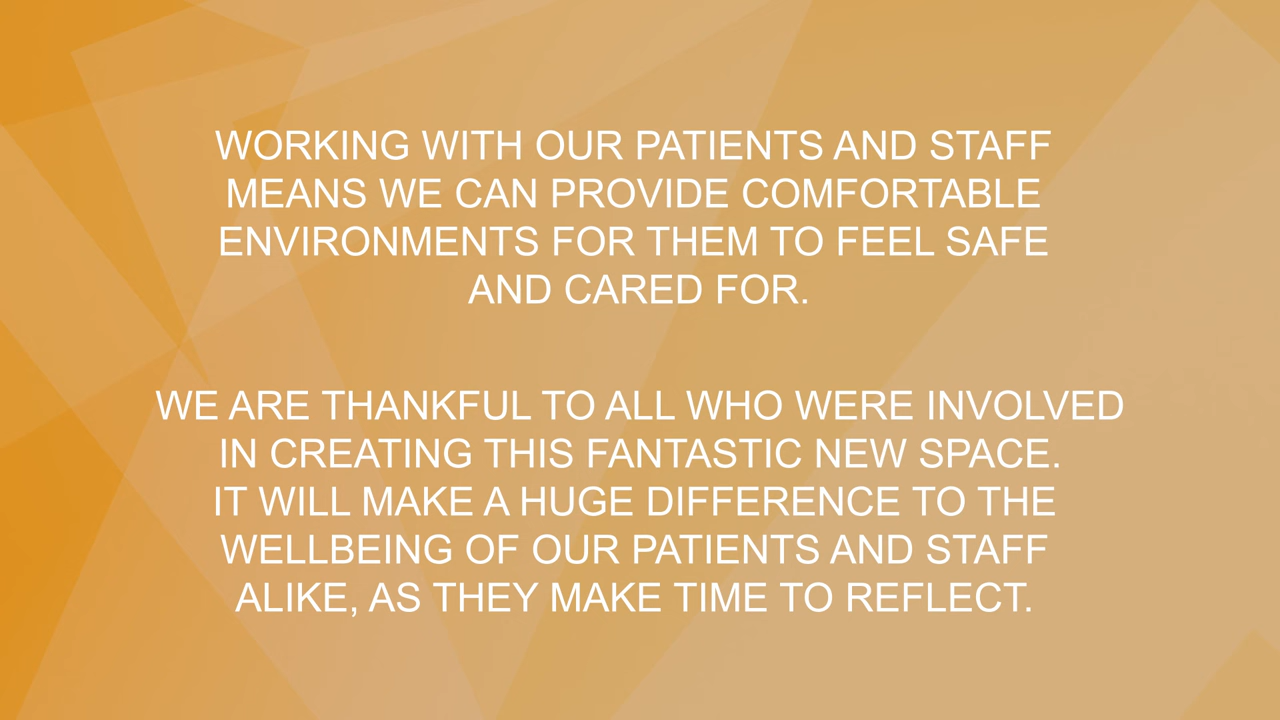 WORKING WITH OUR PATIENTS AND STAFF
MEANS WE CAN PROVIDE COMFORTABLE
ENVIRONMENTS FOR THEM TO FEEL SAFE
AND CARED FOR.
WE ARE THANKFUL TO ALL WHO WERE INVOLVED
IN CREATING THIS FANTASTIC NEW SPACE.
IT WILL MAKE A HUGE DIFFERENCE TO THE
WELLBEING OF OUR PATIENTS AND STAFF
ALIKE, AS THEY MAKE TIME TO REFLECT.